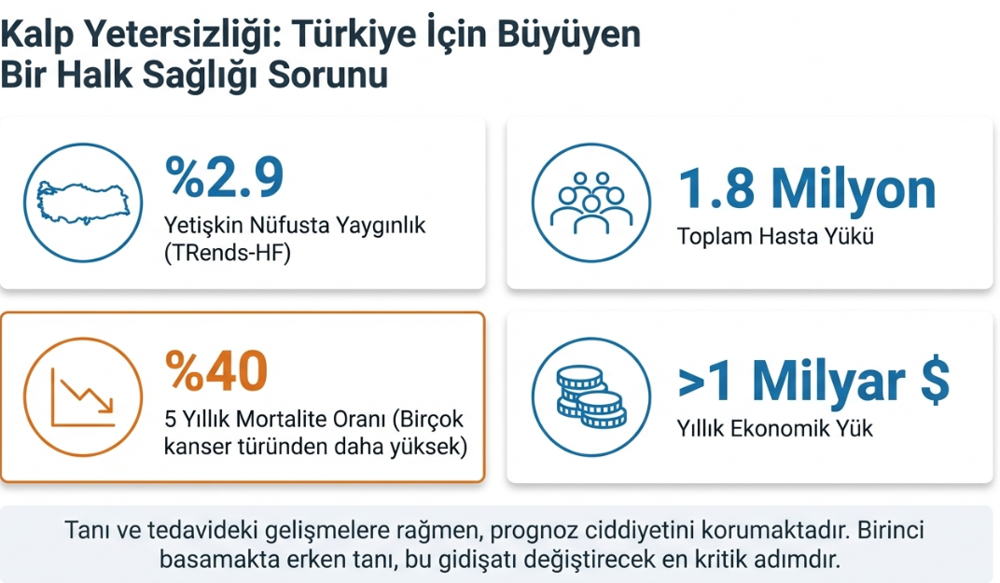 Kalp Yetersizliği: Türkiye İçin Büyüyen
Bir Halk Sağlığı Sorunu
%2.9
Yetişkin Nüfusta Yaygınlık
(TRends-HF)
1.8 Milyon
Toplam Hasta Yükü
%40
5 Yıllık Mortalite Oranı (Birçok
kanser türünden daha yüksek)
>1 Milyar $
Yıllık Ekonomik Yük
Tanı ve tedavideki gelişmelere rağmen, prognoz ciddiyetini korumaktadır. Birinci
basamakta erken tanı, bu gidişatı değiştirecek en kritik adımdır.